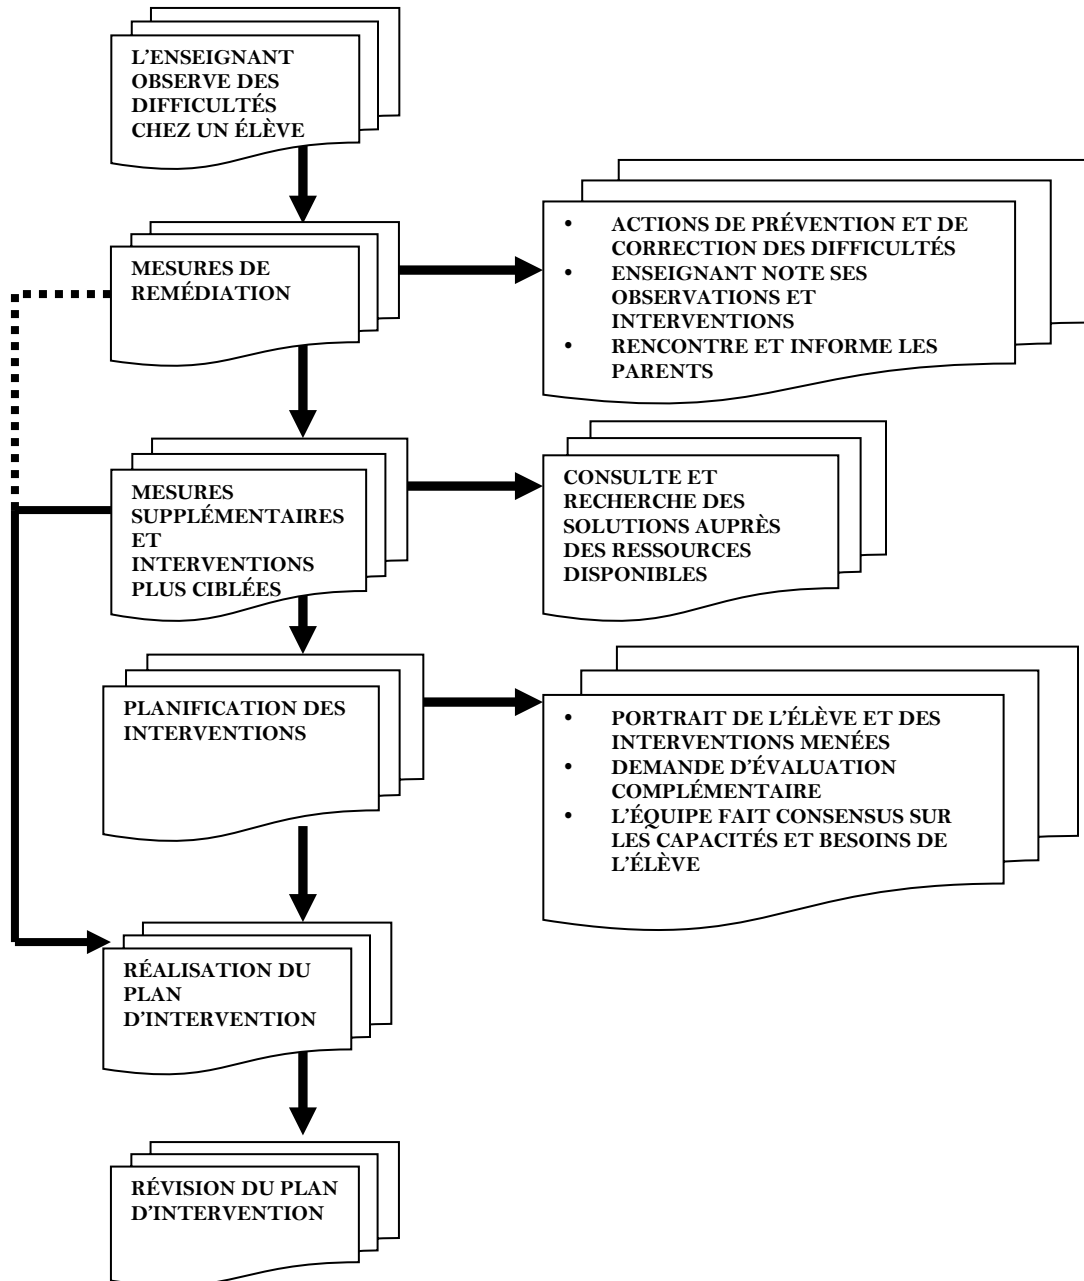 L’ENSEIGNANT
OBSERVE DES
DIFFICULTÉS
CHEZ UN ÉLÈVE
MESURES DE
REMÉDIATION
• ACTIONS DE PRÉVENTION ET DE
CORRECTION DES DIFFICULTÉS
• ENSEIGNANT NOTE SES
OBSERVATIONS ET
INTERVENTIONS
• RENCONTRE ET INFORME LES
PARENTS
MESURES
SUPPLÉMENTAIRES
ET
INTERVENTIONS
PLUS CIBLÉES
CONSULTE ET
RECHERCHE DES
SOLUTIONS AUPRÈS
DES RESSOURCES
DISPONIBLES
PLANIFICATION DES
INTERVENTIONS
• PORTRAIT DE L’ÉLÈVE ET DES
INTERVENTIONS MENÉES
• DEMANDE D’ÉVALUATION
COMPLÉMENTAIRE
• L’ÉQUIPE FAIT CONSENSUS SUR
LES CAPACITÉS ET BESOINS DE
L’ÉLÈVE
RÉALISATION DU
PLAN
D’INTERVENTION
RÉVISION DU PLAN
D’INTERVENTION